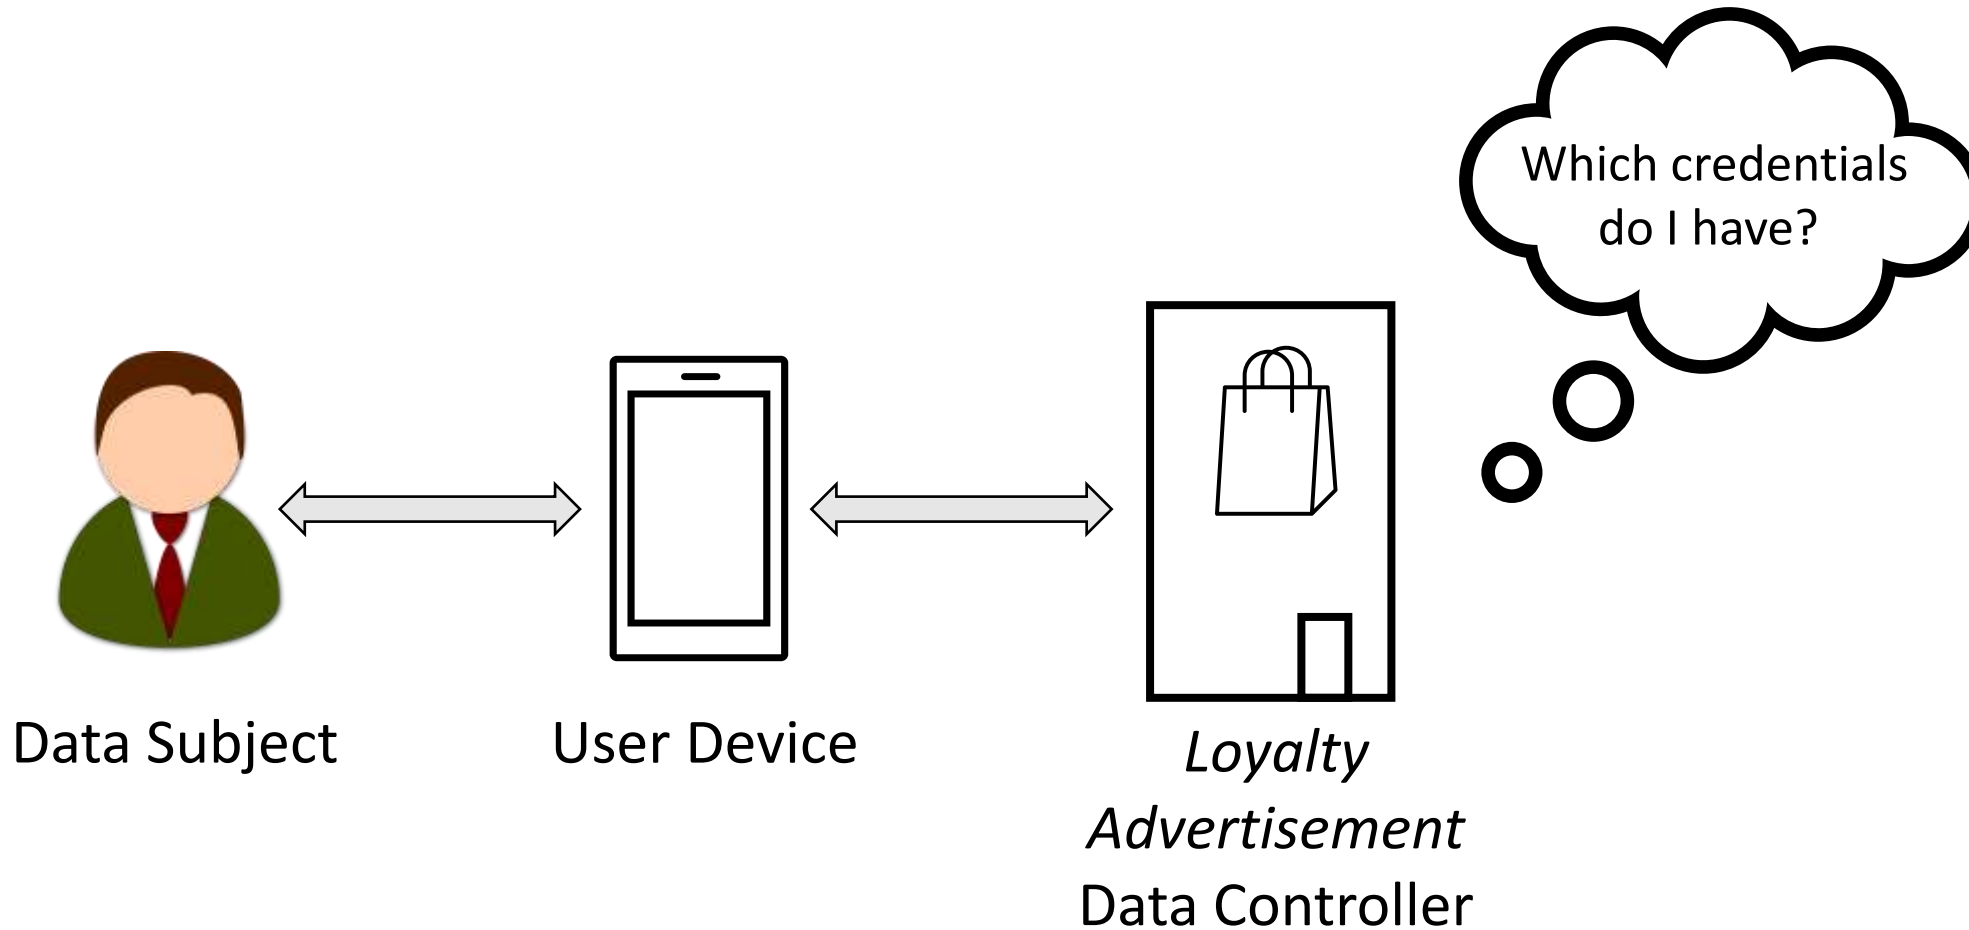 Which credentials
do I have?
Data Subject
User Device
Loyalty
Advertisement
Data Controller